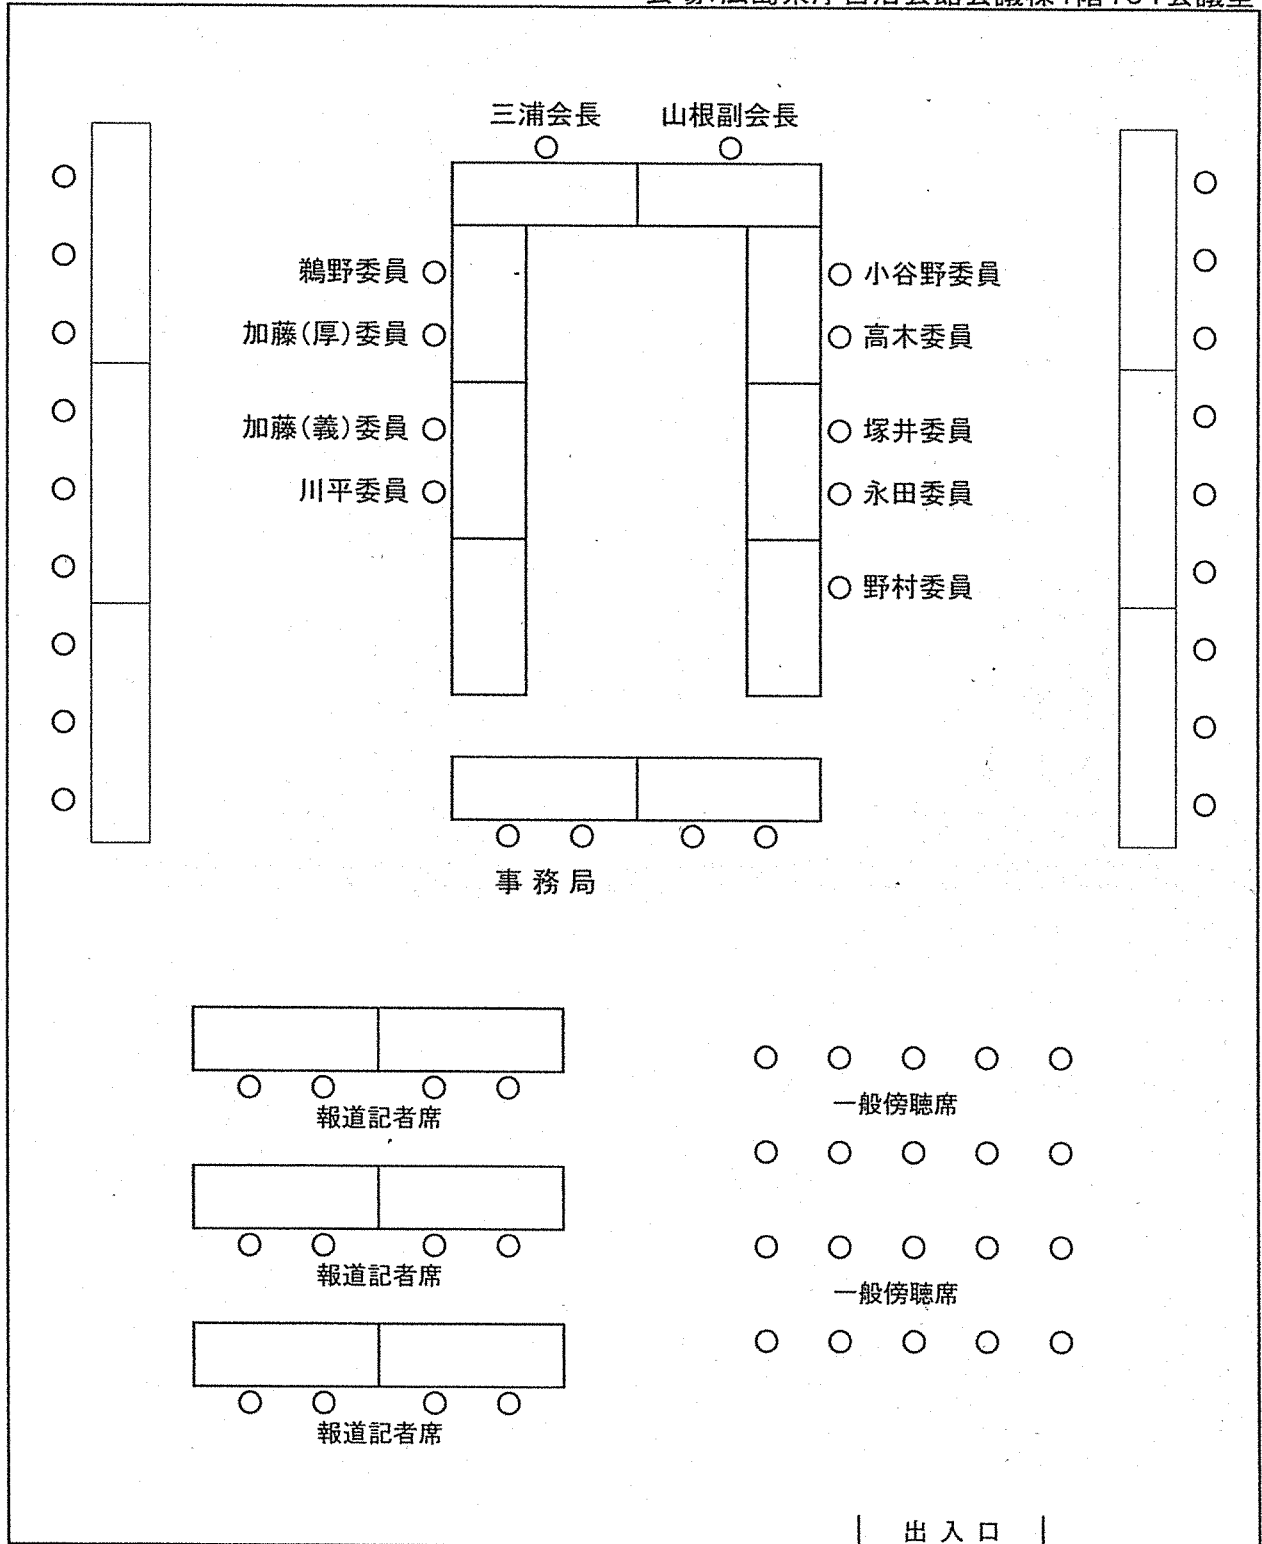 三浦会長 山根副会長
鵜野委員 小谷野委員
加藤(厚)委員 高木委員
加藤(義)委員 塚井委員
川平委員 永田委員
野村委員
事務局
報道記者席
一般傍聴席
報道記者席
一般傍聴席
報道記者席
出入口